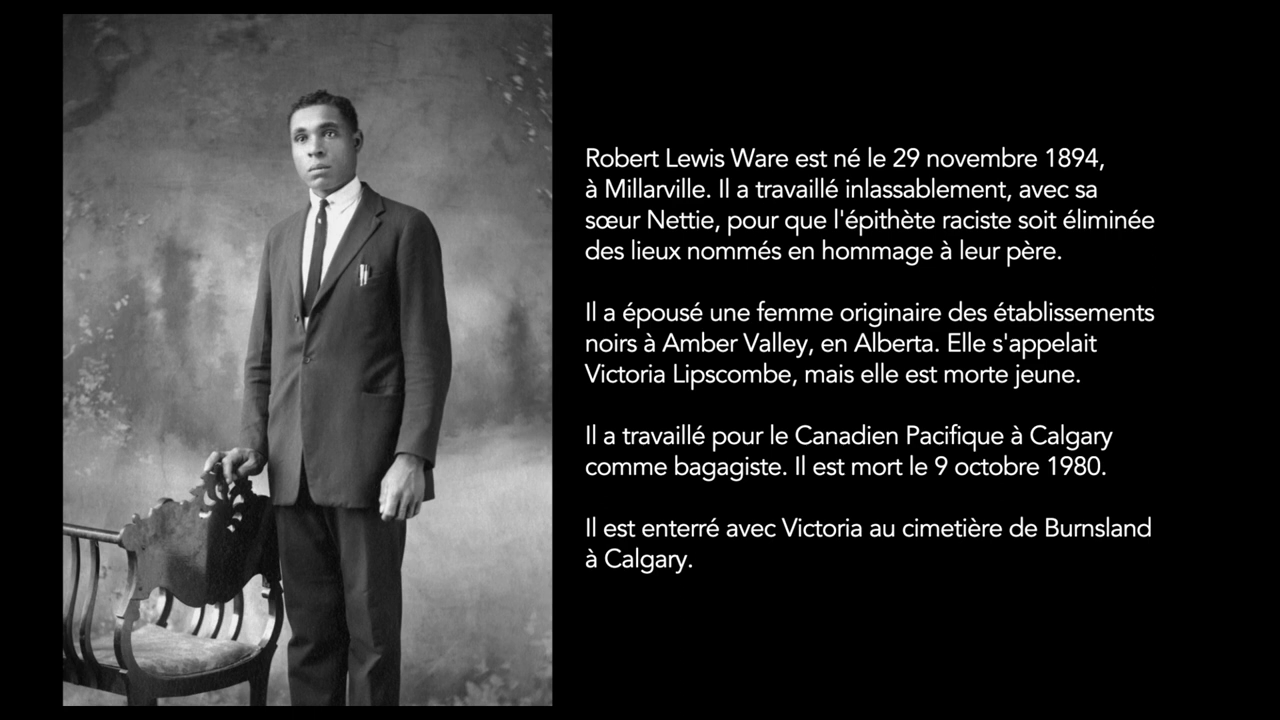 Robert Lewis Ware est né le 29 novembre 1894,
à Millarville. Il a travaillé inlassablement, avec sa
sœur Nettie, pour que l'épithète raciste soit éliminée
des lieux nommés en hommage à leur père.
Il a épousé une femme originaire des établissements
noirs à Amber Valley, en Alberta. Elle s'appelait
Victoria Lipscombe, mais elle est morte jeune.
Il a travaillé pour le Canadien Pacifique à Calgary
comme bagagiste. Il est mort le 9 octobre 1980.
Il est enterré avec Victoria au cimetière de Burnsland
à Calgary.